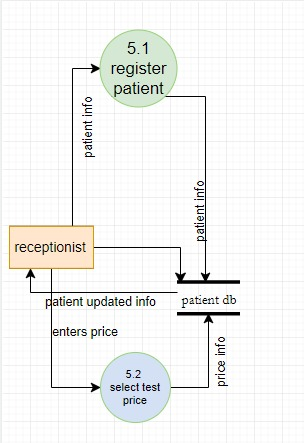 5.1
register
patient
patient info
patient info
receptionist
patient updated info
patient db
enters price
5.2
select test
price
price info